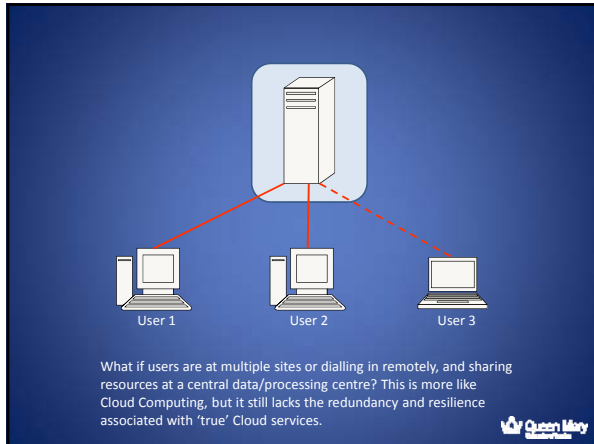 User 1
User 2
User 3
What if users are at multiple sites or dialling in remotely, and sharing
resources at a central data/processing centre? This is more like
Cloud Computing, but it still lacks the redundancy and resilience
associated with ‘true’ Cloud services.
Queen Mary